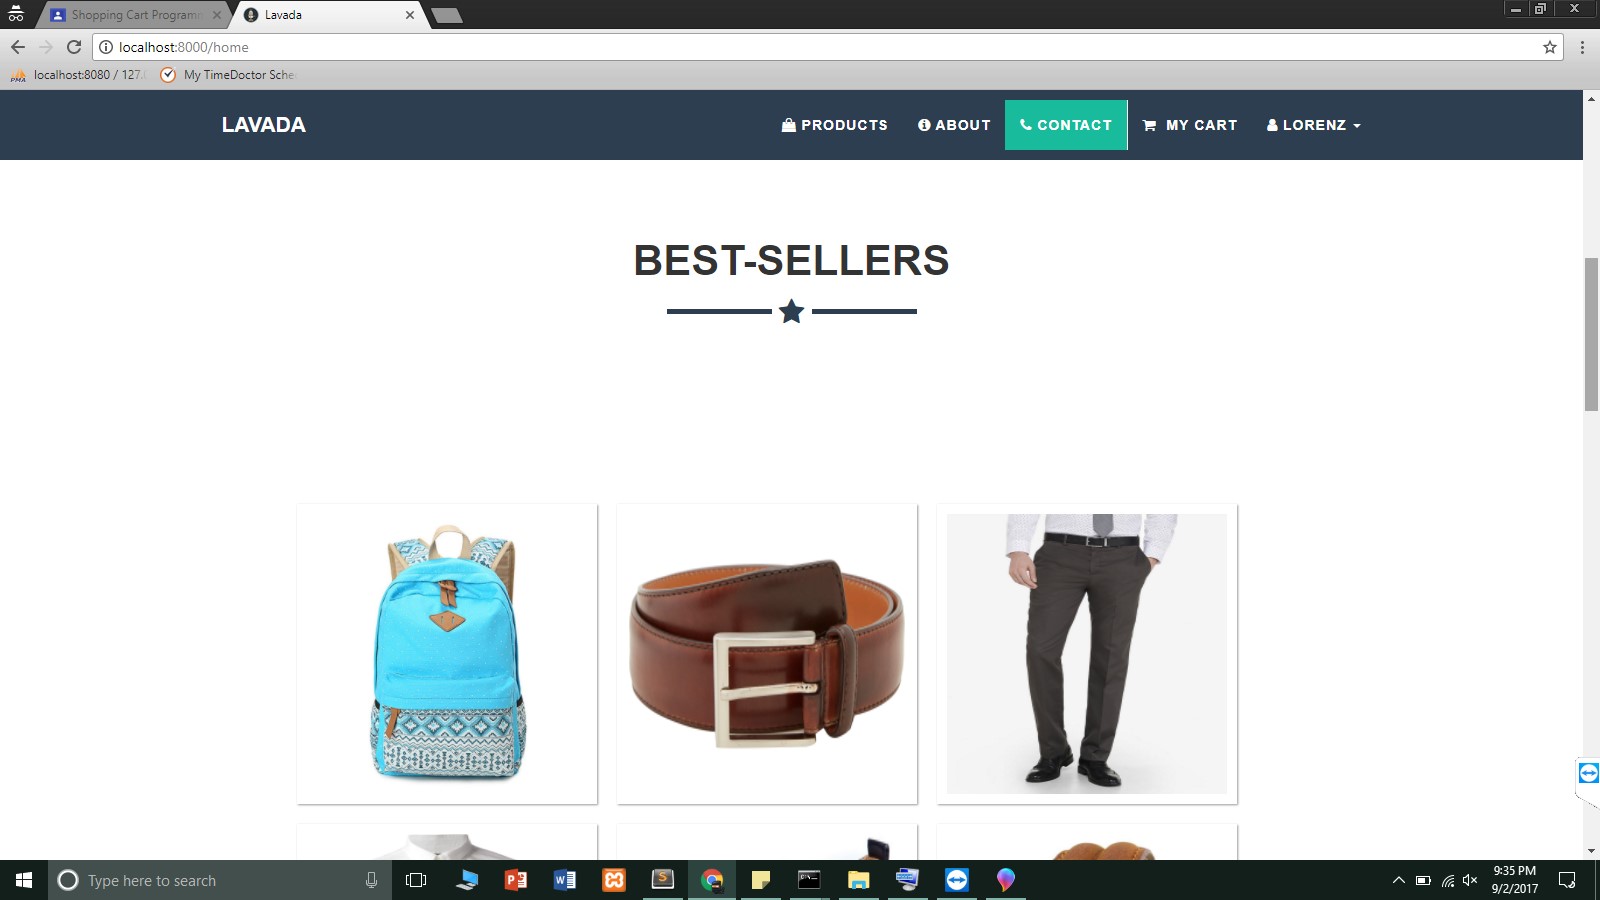 Shopping Cart Program
Lavada
localhost:8000/home
localhost:8080 / 127.
My TimeDoctor Sche
LAVADA
PRODUCTS
ABOUT
CONTACT
MY CART
LORENZ
BEST-SELLERS
Type here to search
9:35 PM
9/2/2017